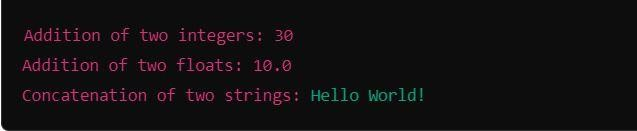 Addition of two integers: 30
Addition of two floats: 10.0
Concatenation of two strings: Hello World!